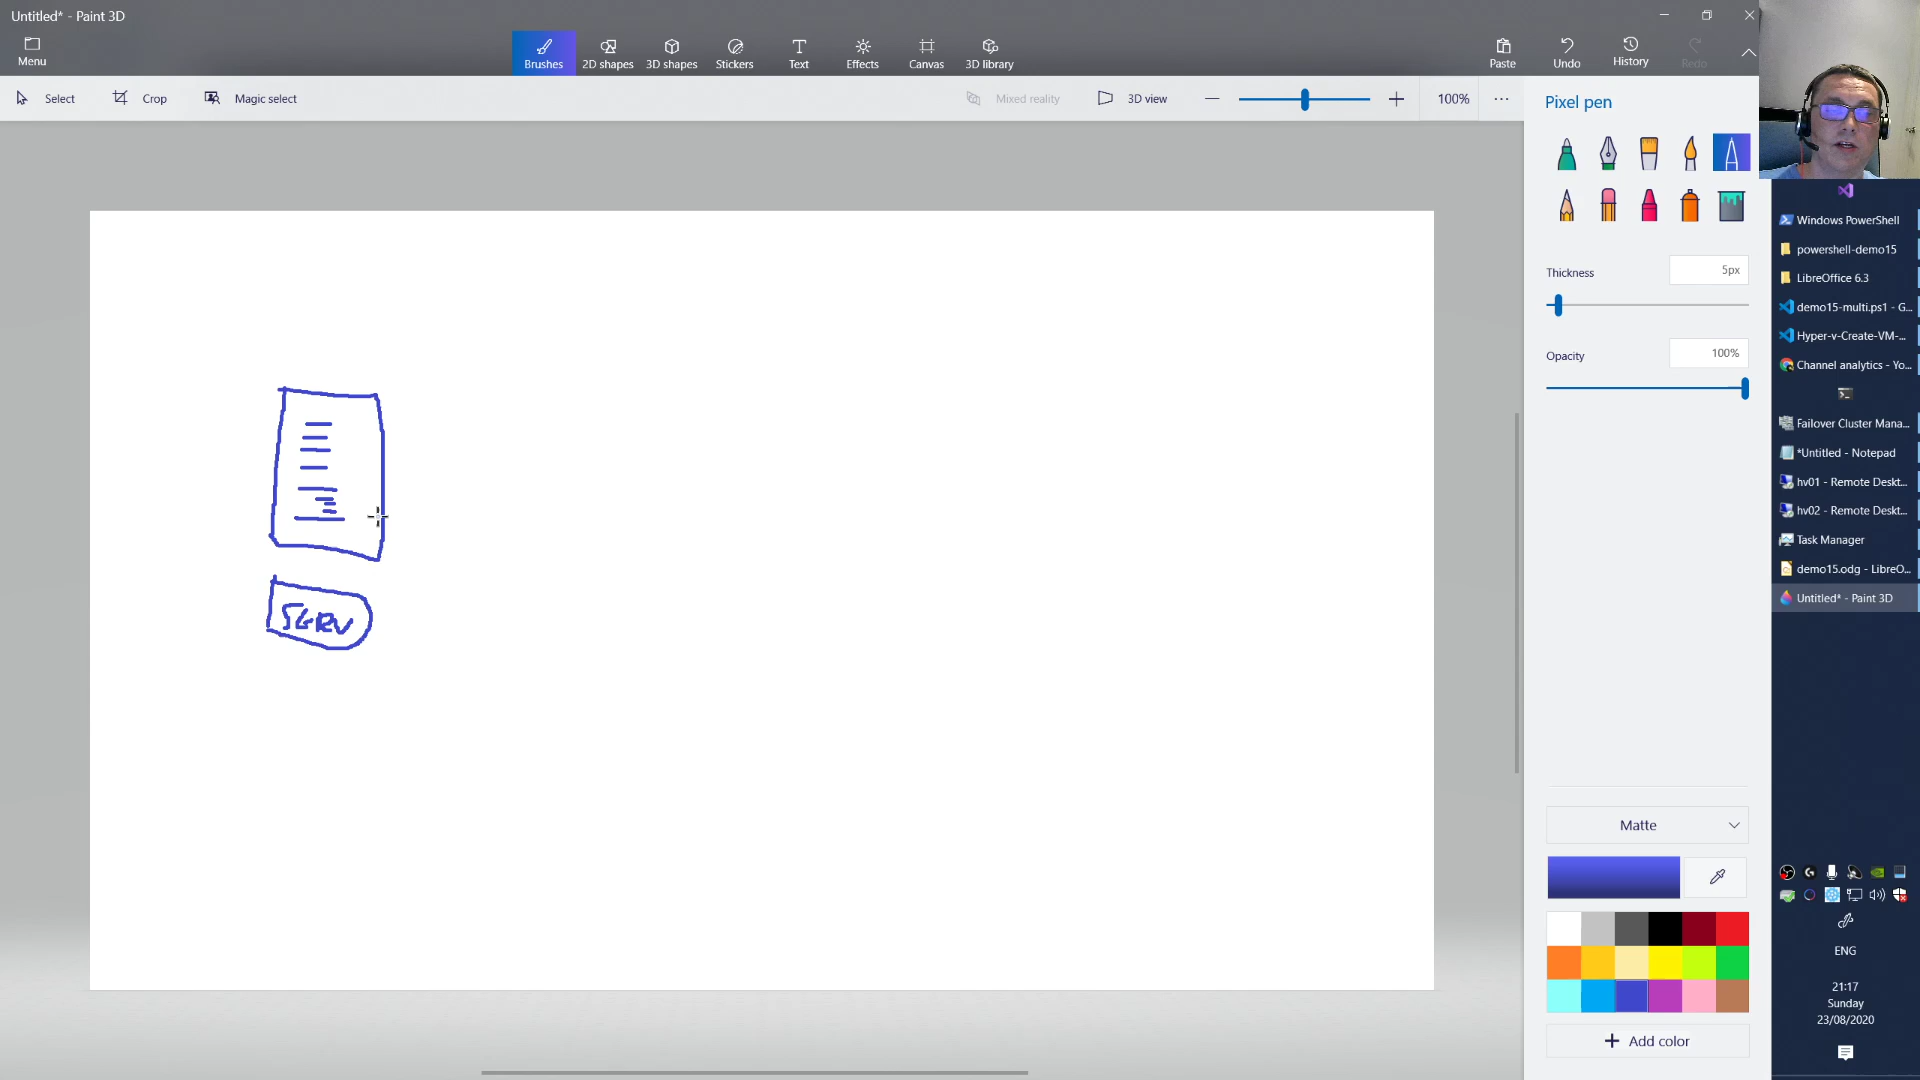 Untitled* - Paint 3D
Menu
Brushes
2D shapes
3D shapes
Stickers
Text
Effects
Canvas
3D library
Paste
Undo
History
Redo
Select
Crop
Magic select
Mixed reality
3D view
100%
Pixel pen
Thickness
5px
Opacity
100%
Matte
Add color
SERV
Windows PowerShell
powershell-demo15
LibreOffice 6.3
demo15-multi.ps1 - G...
Hyper-v-Create-VM-...
Channel analytics - Yo...
Failover Cluster Mana...
*Untitled - Notepad
hv01 - Remote Deskt...
hv02 - Remote Deskt...
Task Manager
demo15.odg - LibreO...
Untitled* - Paint 3D
ENG
21:17
Sunday
23/08/2020